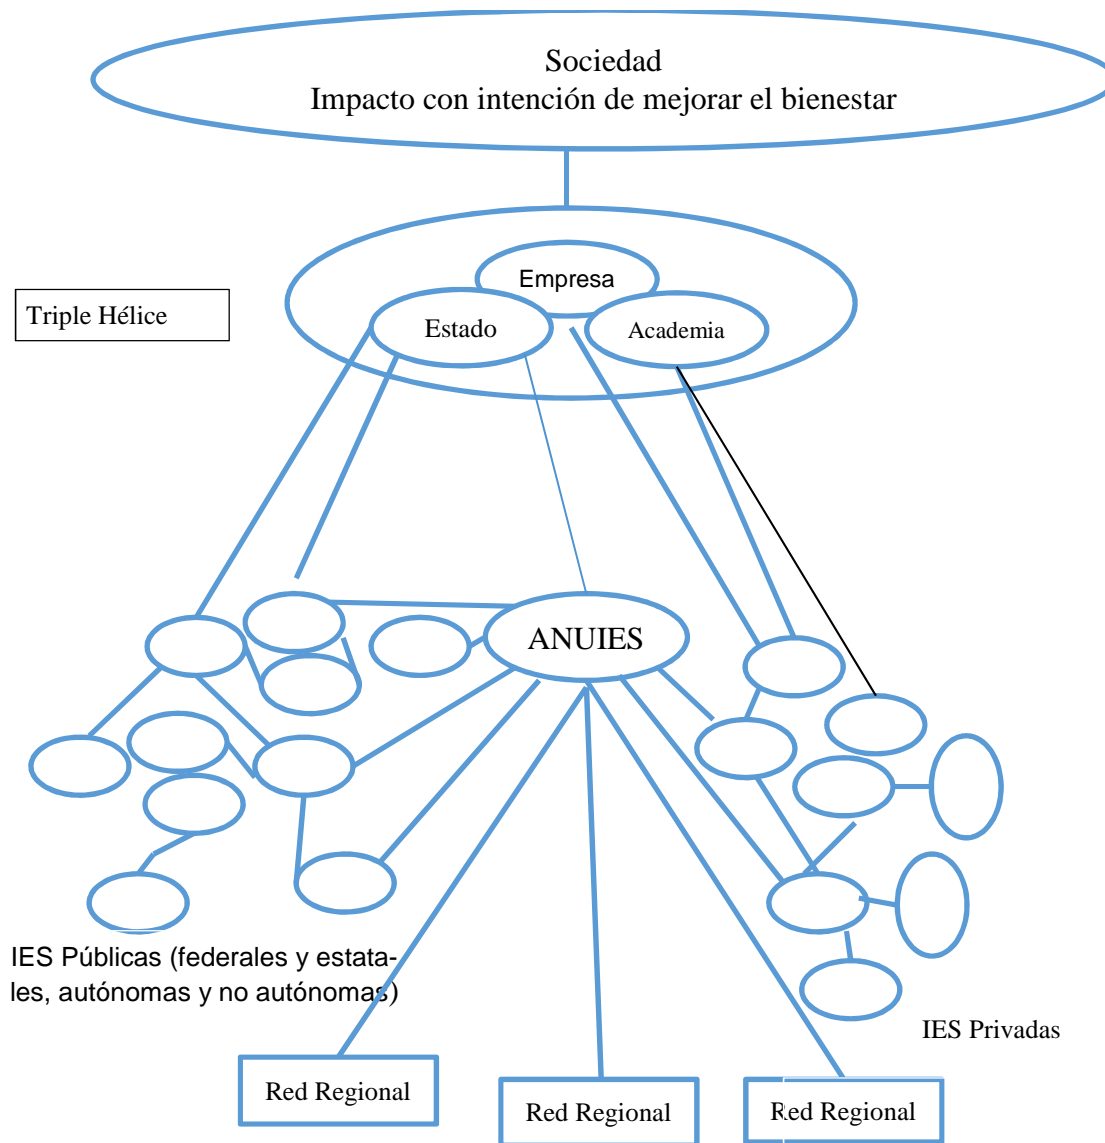 Sociedad
Impacto con intención de mejorar el bienestar
Empresa
Triple Hélice
Estado
Academia
ANUIES
IES Públicas (federales y estata-
les, autónomas y no autónomas)
IES Privadas
Red Regional
Red Regional
Red Regional